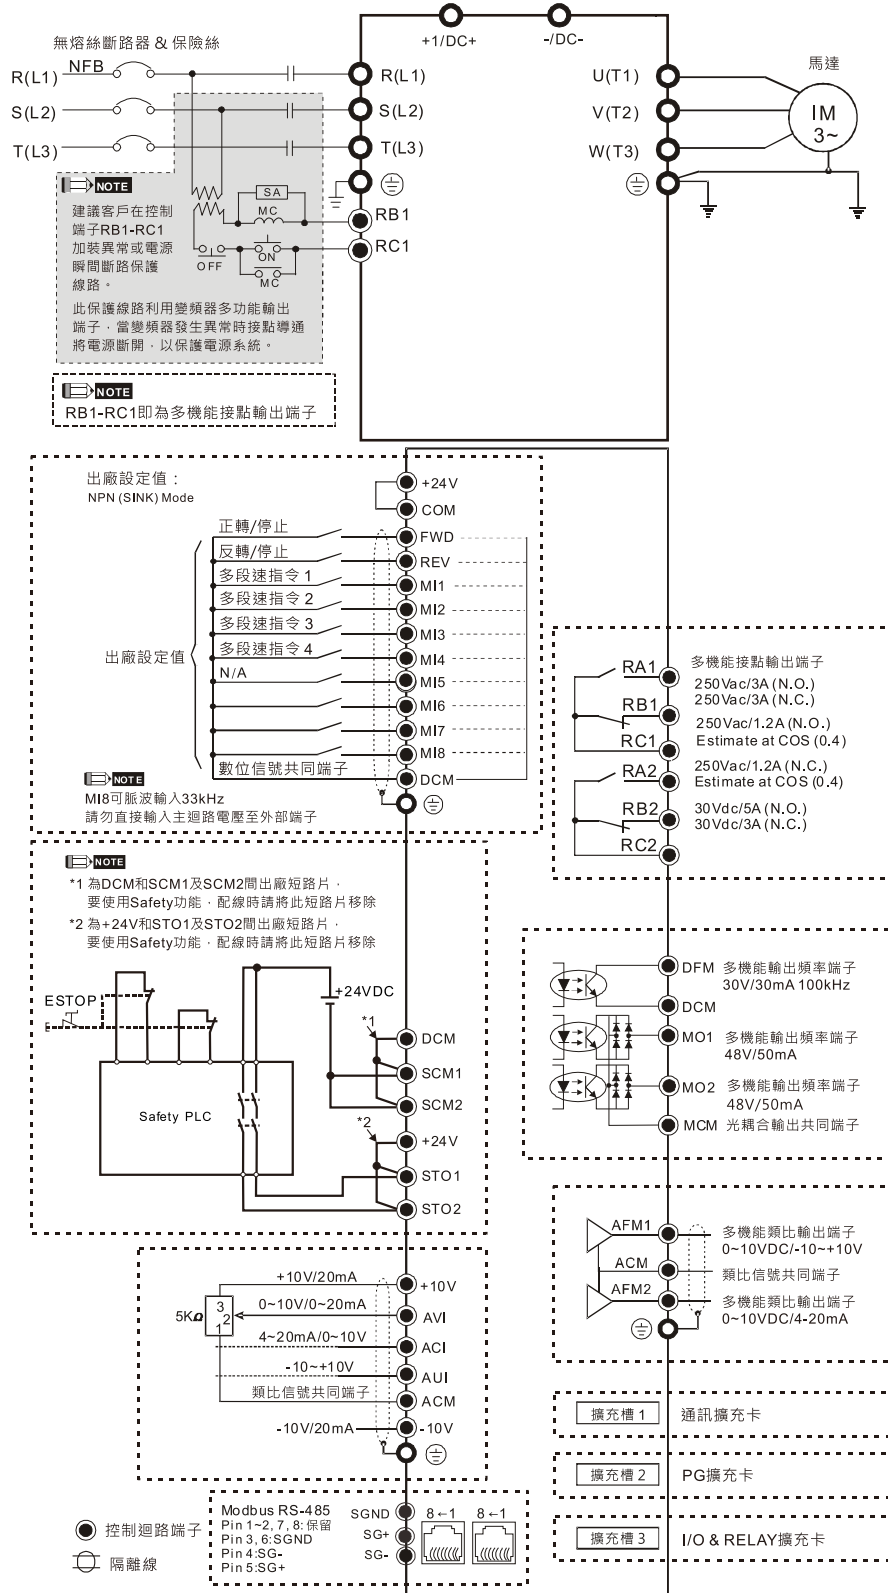 +1/DC+
-/DC-
無熔絲斷路器 & 保險絲
NFB
R(L1)
S(L2)
T(L3)
R(L1)
S(L2)
T(L3)
RB1
RC1
U(T1)
V(T2)
W(T3)
馬達
IM
3~
NOTE
建議客戶在控制
端子RB1-RC1
加裝異常或電源
瞬間斷路保護
線路。
此保護線路利用變頻器多功能輸出
端子，當變頻器發生異常時接點導通
將電源斷開，以保護電源系統。
SA
MC
OFF
ON
MC
NOTE
RB1-RC1即為多機能接點輸出端子
出廠設定值：
NPN (SINK) Mode
+24V
COM
正轉/停止
FWD
反轉/停止
REV
多段速指令 1
MI1
多段速指令 2
MI2
多段速指令 3
MI3
多段速指令 4
MI4
N/A
MI5
MI6
MI7
MI8
出廠設定值
數位信號共同端子
DCM
NOTE
MI8可脈波輸入33kHz
請勿直接輸入主迴路電壓至外部端子
RA1
RB1
RC1
RA2
RB2
RC2
多機能接點輸出端子
250Vac/3A (N.O.)
250Vac/3A (N.C.)
250Vac/1.2A (N.O.)
Estimate at COS (0.4)
250Vac/1.2A (N.C.)
Estimate at COS (0.4)
30Vdc/5A (N.O.)
30Vdc/3A (N.C.)
NOTE
*1 為DCM和SCM1及SCM2間出廠短路片，
要使用Safety功能，配線時請將此短路片移除
*2 為+24V和STO1及STO2間出廠短路片，
要使用Safety功能，配線時請將此短路片移除
ESTOP
+24VDC
Safety PLC
*1
DCM
SCM1
SCM2
*2
+24V
STO1
STO2
DFM 多機能輸出頻率端子
30V/30mA 100kHz
DCM
MO1 多機能輸出頻率端子
48V/50mA
MO2 多機能輸出頻率端子
48V/50mA
MCM 光耦合輸出共同端子
AFM1
多機能類比輸出端子
0~10VDC/-10~+10V
ACM
類比信號共同端子
AFM2
多機能類比輸出端子
0~10VDC/4-20mA
+10V/20mA
+10V
5KΩ
3
2
1
0~10V/0~20mA
AVI
4~20mA/0~10V
ACI
-10~+10V
AUI
類比信號共同端子
ACM
-10V/20mA
-10V
擴充槽 1
通訊擴充卡
擴充槽 2
PG擴充卡
擴充槽 3
I/O & RELAY擴充卡
控制迴路端子
隔離線
Modbus RS-485
Pin 1~2, 7, 8: 保留
Pin 3, 6:SGND
Pin 4:SG-
Pin 5:SG+
SGND
SG+
SG-
8←1
8←1